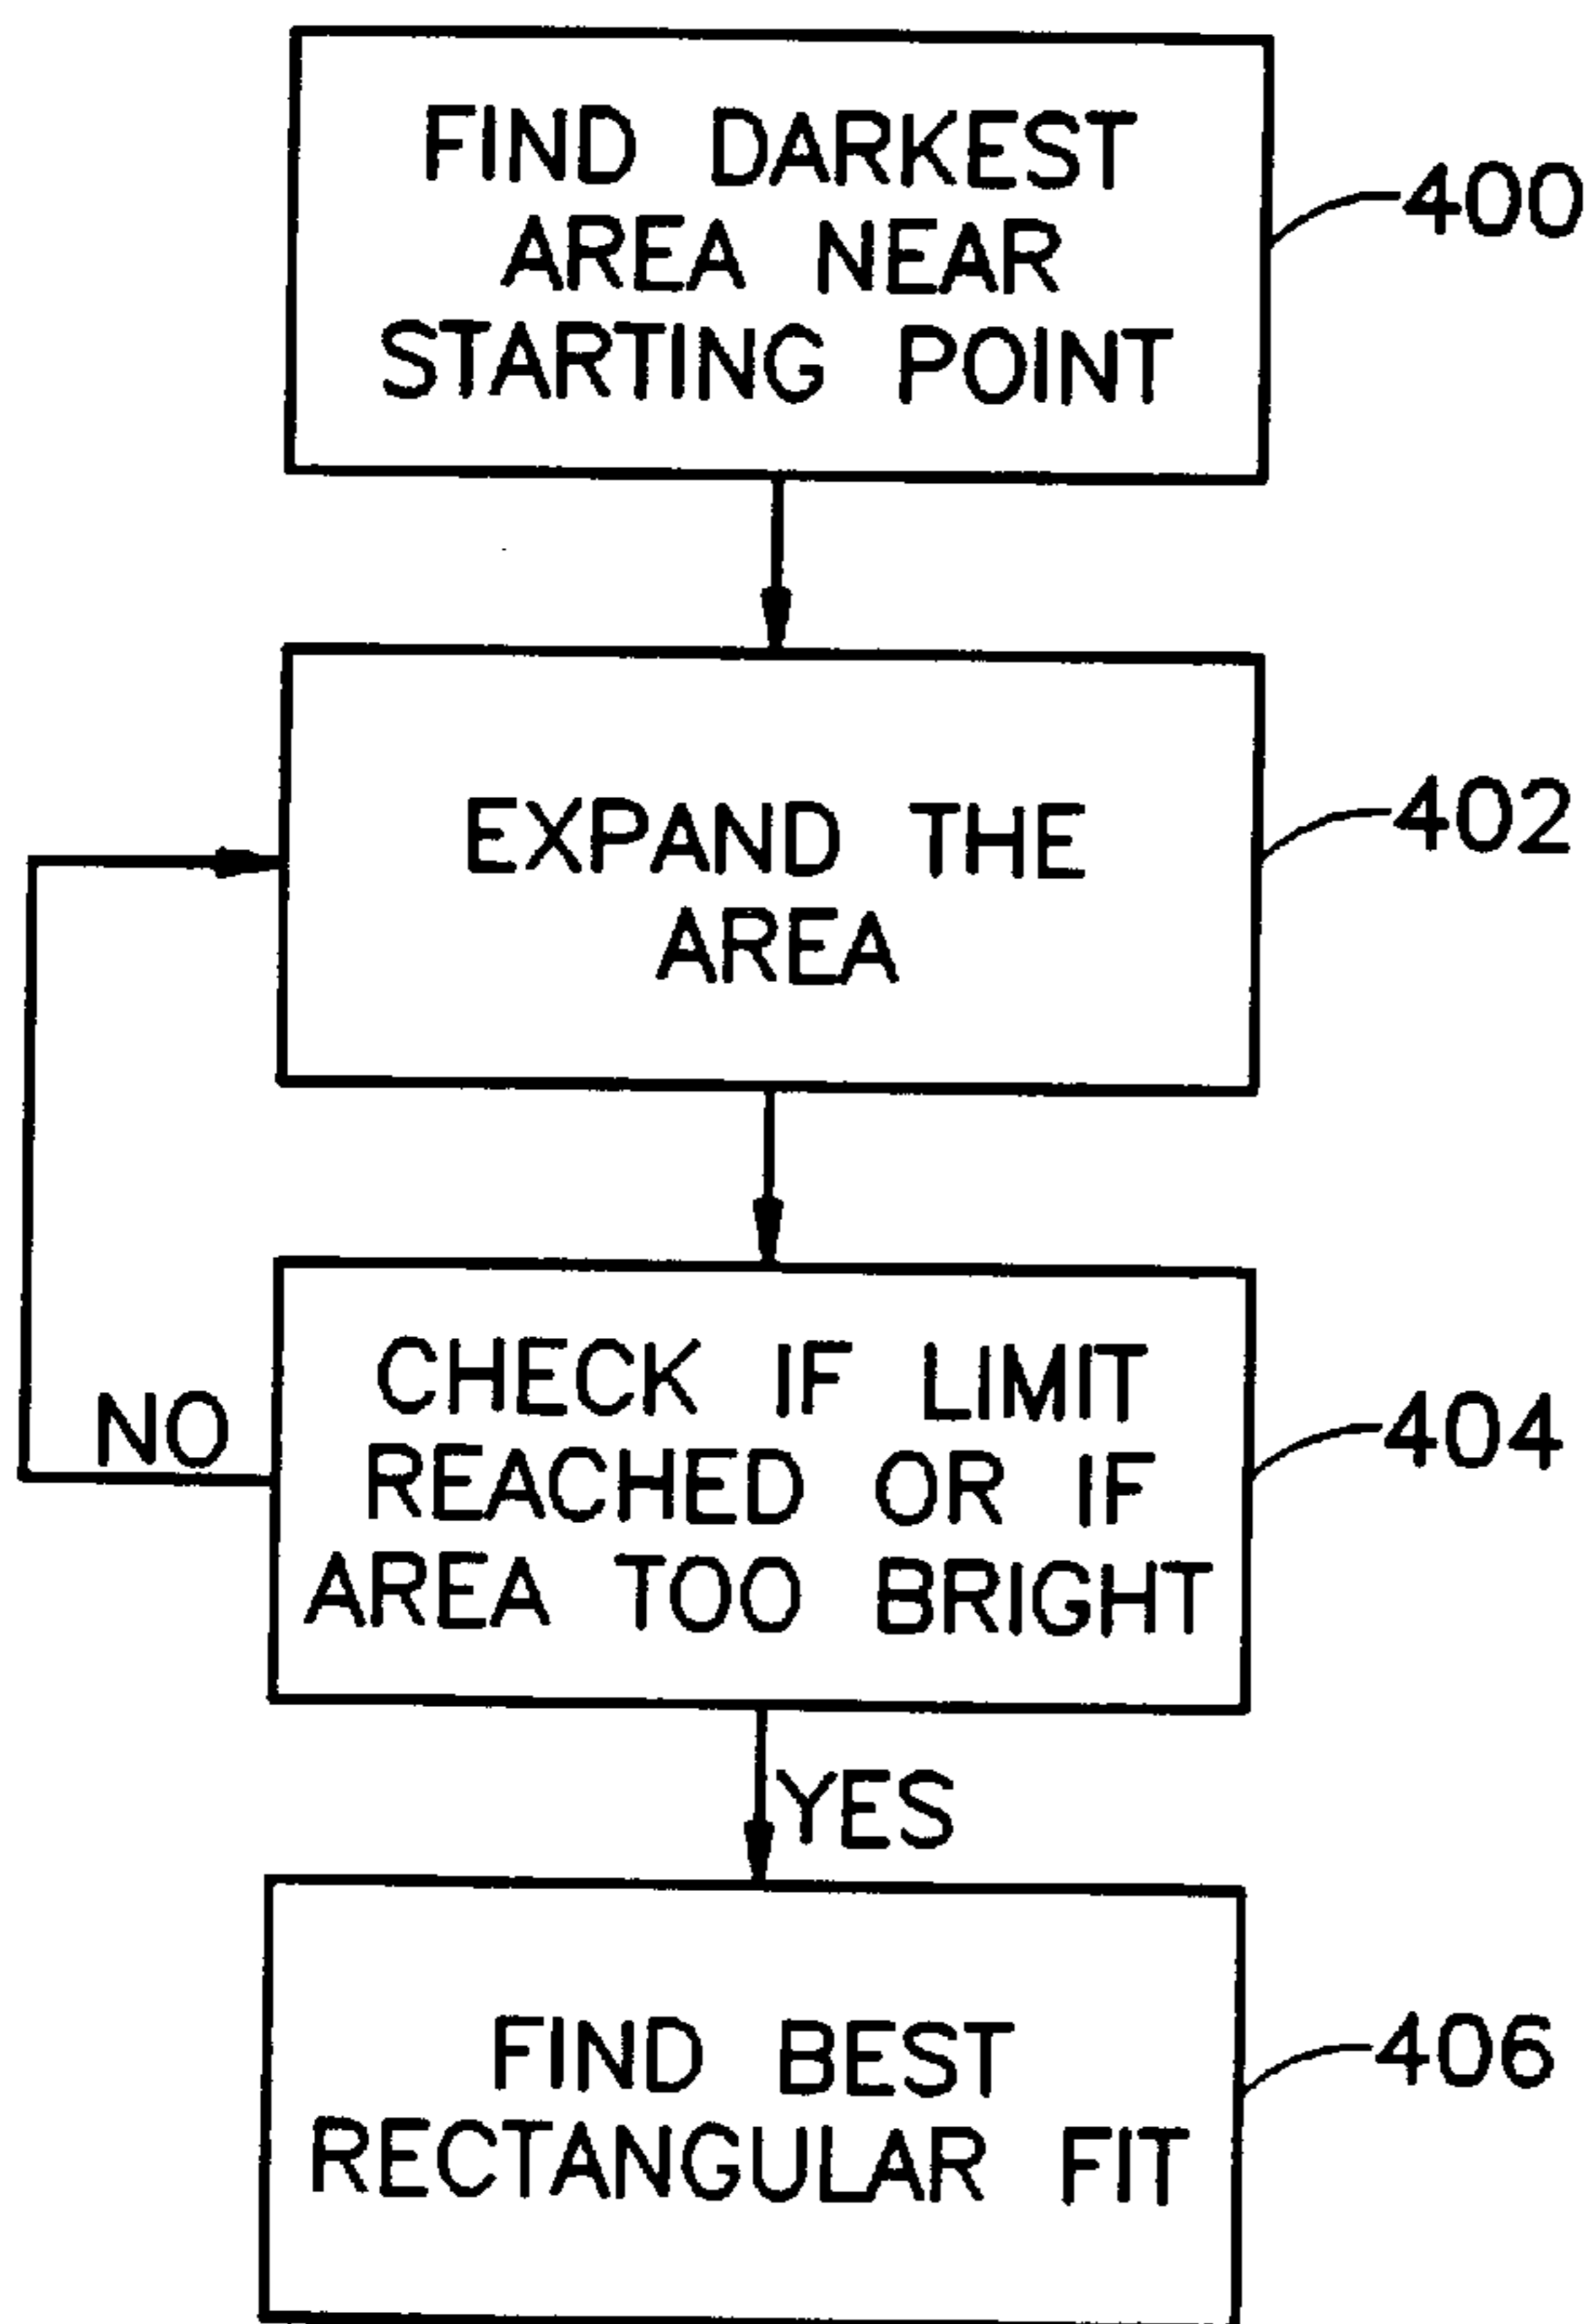 FIND DARKEST
AREA NEAR
STARTING POINT
400
EXPAND THE
AREA
402
CHECK IF LIMIT
REACHED OR IF
AREA TOO BRIGHT
404
NO
YES
FIND BEST
RECTANGULAR FIT
406